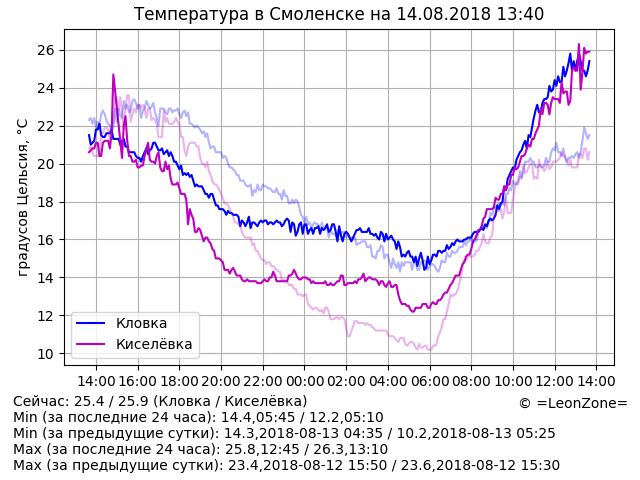 Температура в Смоленске на 14.08.2018 13:40
градусов Цельсия, °C
26
24
22
20
18
16
14
12
10
Кловка
Киселёвка
14:00 16:00 18:00 20:00 22:00 00:00 02:00 04:00 06:00 08:00 10:00 12:00 14:00
Сейчас: 25.4 / 25.9 (Кловка / Киселёвка)
© =LeonZone=
Min (за последние 24 часа): 14.4,05:45 / 12.2,05:10
Min (за предыдущие сутки): 14.3,2018-08-13 04:35 / 10.2,2018-08-13 05:25
Max (за последние 24 часа): 25.8,12:45 / 26.3,13:10
Max (за предыдущие сутки): 23.4,2018-08-12 15:50 / 23.6,2018-08-12 15:30